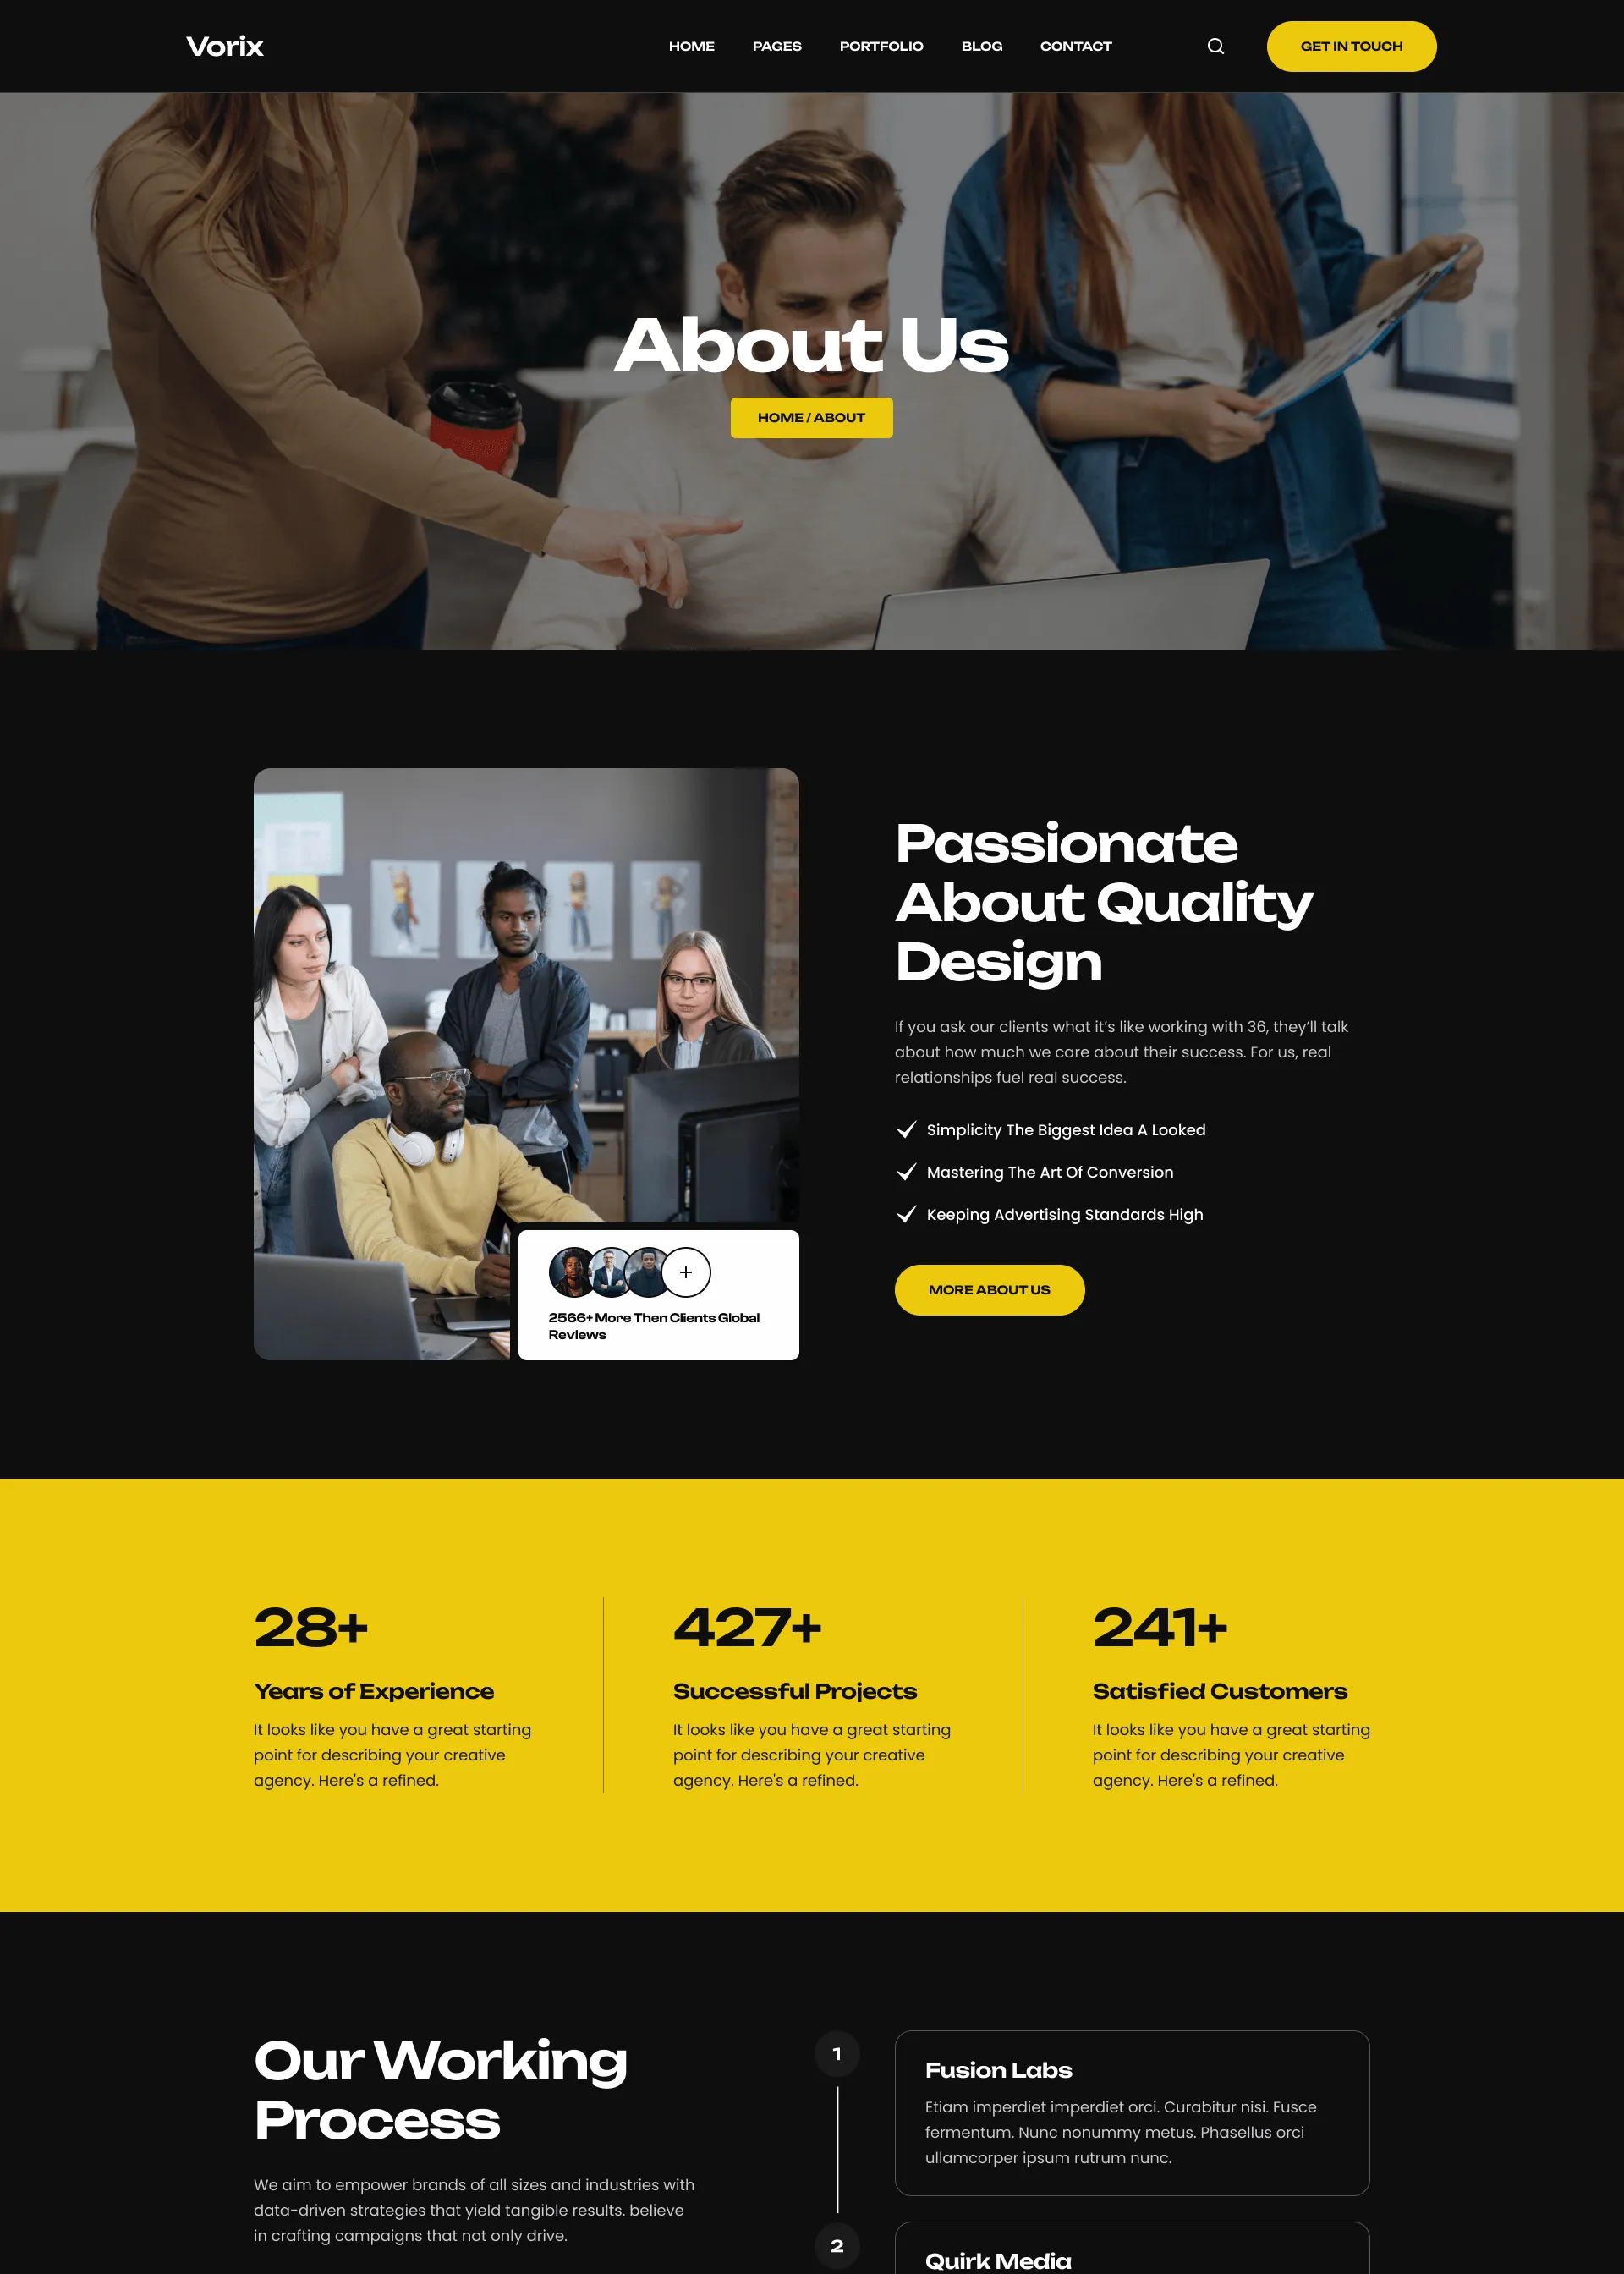 Vorix
HOME PAGES PORTFOLIO BLOG CONTACT GET IN TOUCH
About Us
HOME / ABOUT
Passionate
About Quality
Design
If you ask our clients what it’s like working with 36, they’ll talk
about how much we care about their success. For us, real
relationships fuel real success.
Simplicity The Biggest Idea A Looked
Mastering The Art Of Conversion
Keeping Advertising Standards High
MORE ABOUT US
2566+ More Then Clients Global
Reviews
28+
Years of Experience
It looks like you have a great starting
point for describing your creative
agency. Here's a refined.
427+
Successful Projects
It looks like you have a great starting
point for describing your creative
agency. Here's a refined.
241+
Satisfied Customers
It looks like you have a great starting
point for describing your creative
agency. Here's a refined.
Our Working
Process
We aim to empower brands of all sizes and industries with
data-driven strategies that yield tangible results. believe
in crafting campaigns that not only drive.
1
Fusion Labs
Etiam imperdiet imperdiet orci. Curabitur nisi. Fusce
fermentum. Nunc nonummy metus. Phasellus orci
ullamcorper ipsum rutrum nunc.
2
Quirk Media